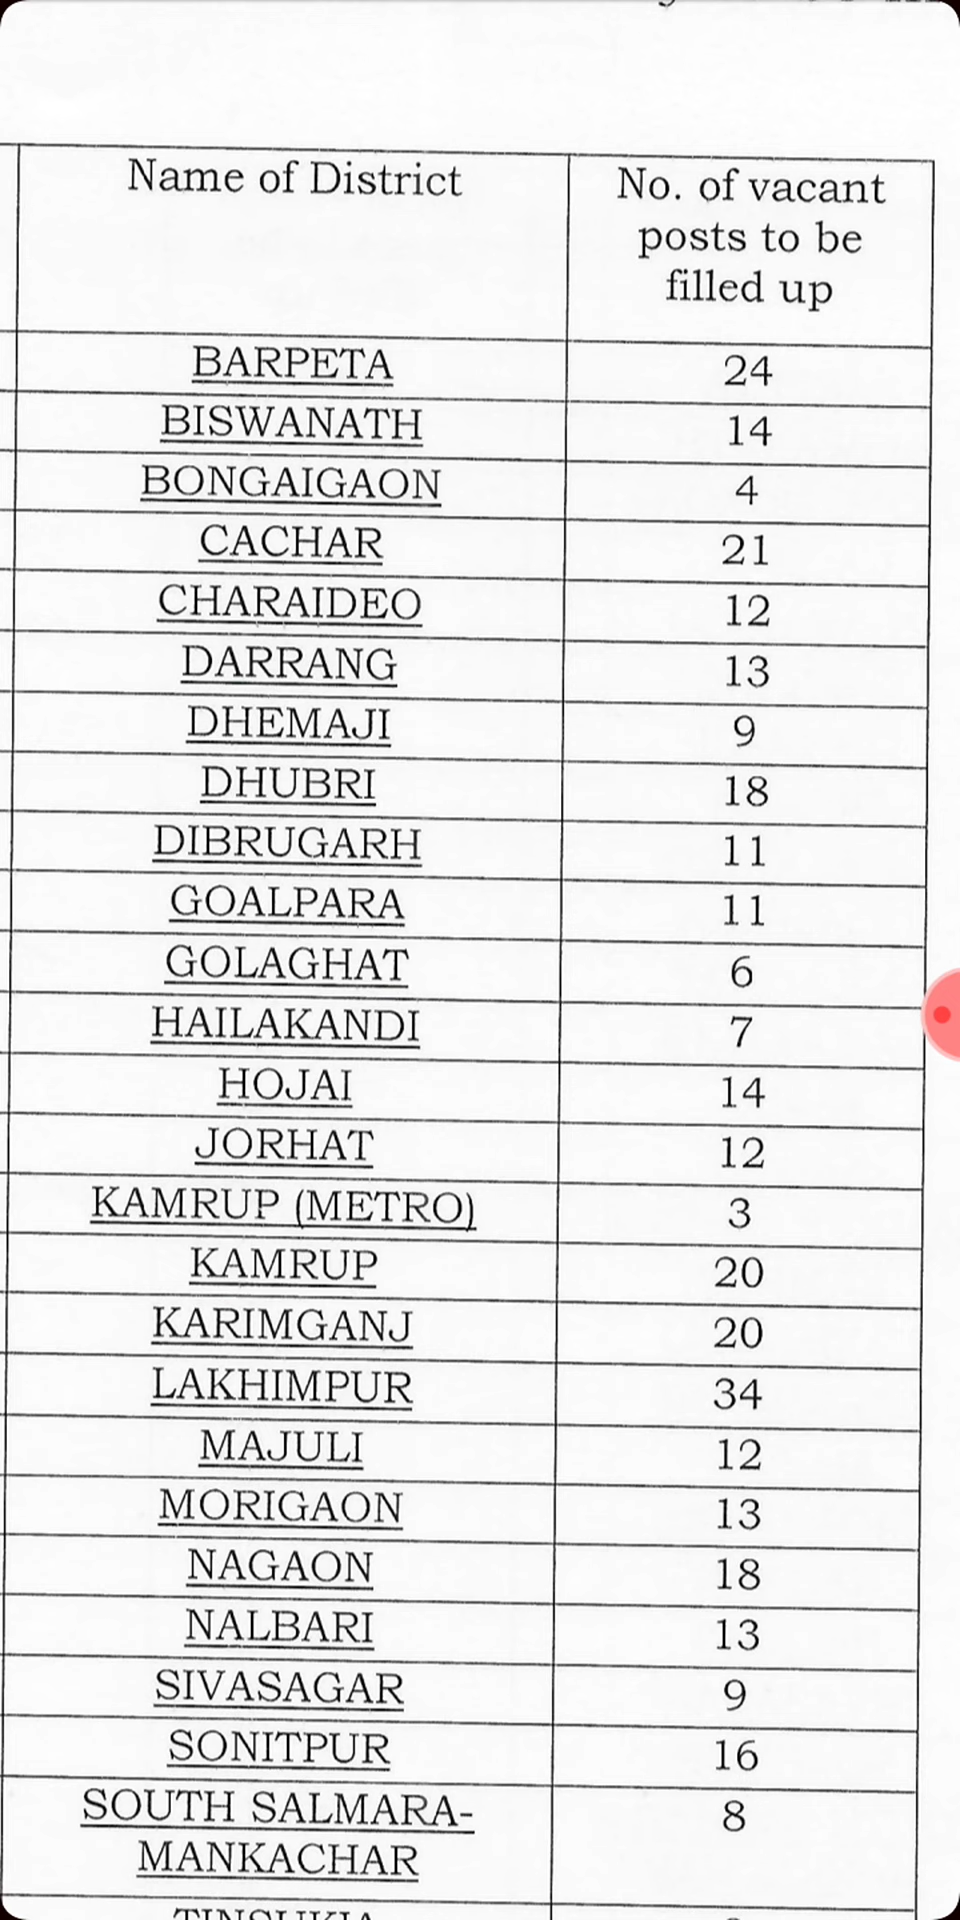 Name of District
No. of vacant
posts to be
filled up
BARPETA 24
BISWANATH 14
BONGAIGAON 4
CACHAR 21
CHARAIDEO 12
DARRANG 13
DHEMAJI 9
DHUBRI 18
DIBRUGARH 11
GOALPARA 11
GOLAGHAT 6
HAILAKANDI 7
HOJAI 14
JORHAT 12
KAMRUP (METRO) 3
KAMRUP 20
KARIMGANJ 20
LAKHIMPUR 34
MAJULI 12
MORIGAON 13
NAGAON 18
NALBARI 13
SIVASAGAR 9
SONITPUR 16
SOUTH SALMARA- 8
MANKACHAR
TINSUKIA